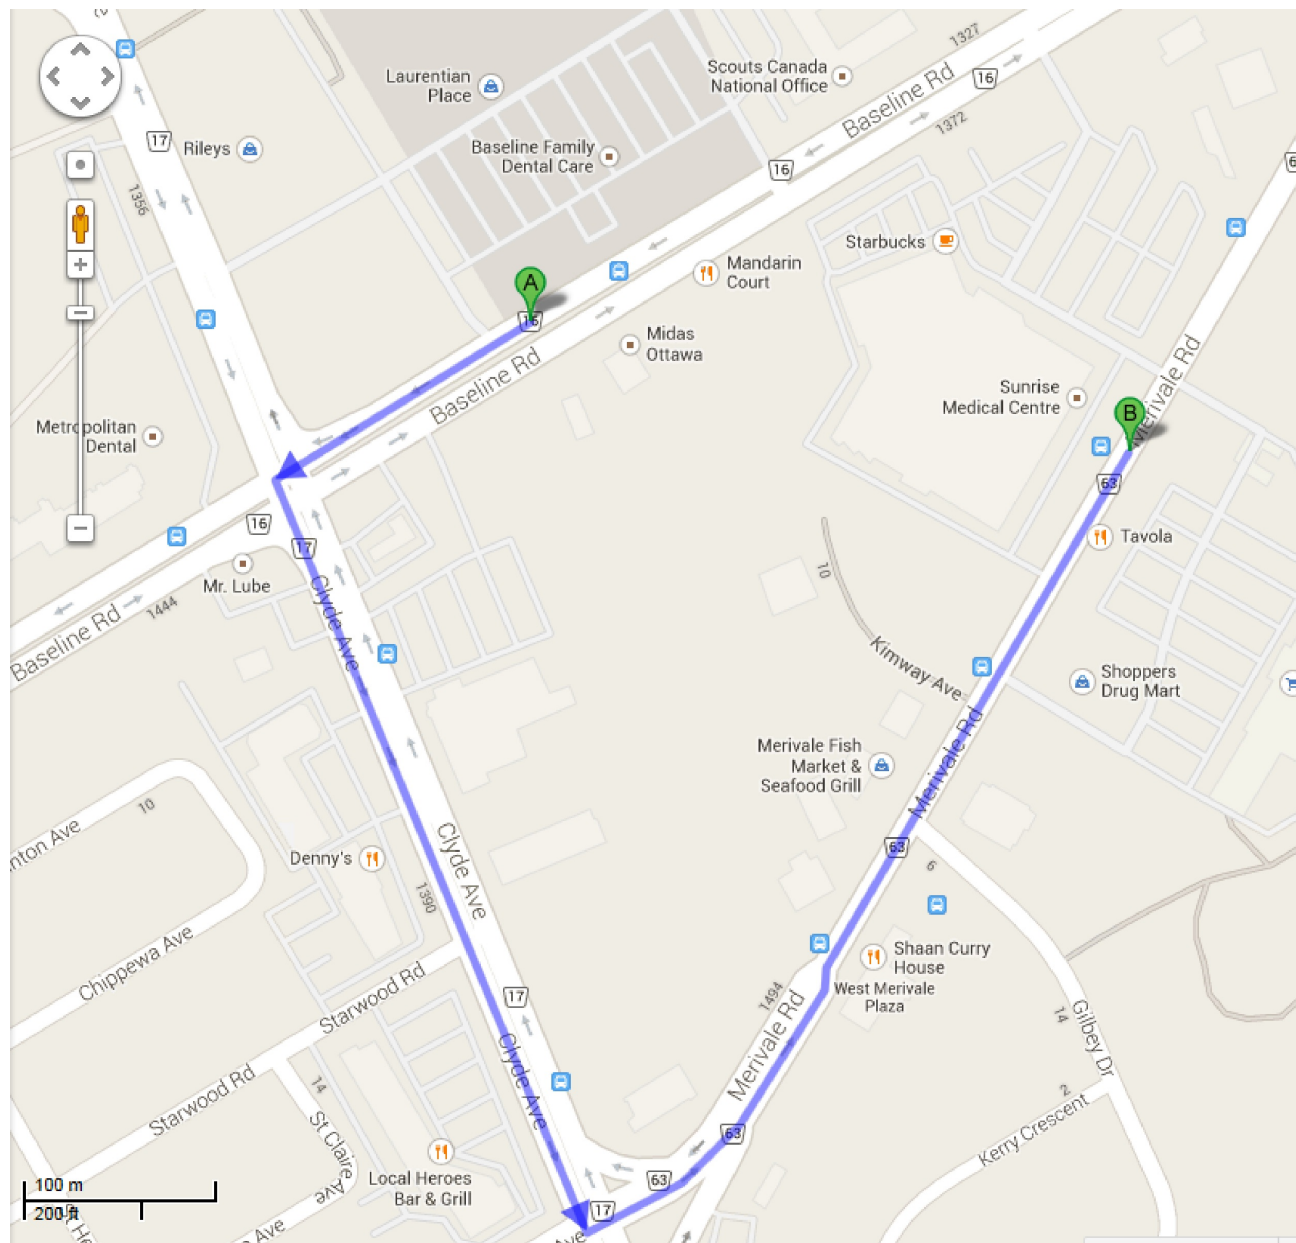 1327
Scouts Canada
National Office
16
Laurentian
Place
Baseline Rd
1372
17
Rileys
Baseline Family
Dental Care
16
1356
Starbucks
Mandarin
Court
A
16
Midas
Ottawa
Baseline Rd
Merivale Rd
Sunrise
Medical Centre
B
Metropolitan
Dental
63
16
17
Tavola
Mr. Lube
Clyde Ave
10
1444
Baseline Rd
Kimway Ave
Shoppers
Drug Mart
Merivale Rd
Merivale Fish
Market &
Seafood Grill
10
nton Ave
63
Denny's
Clyde Ave
6
1390
Chippewa Ave
Shaan Curry
House
West Merivale
Plaza
1494
Starwood Rd
17
Merivale Rd
14
Gilbey Dr
Clyde Ave
Starwood Rd
14
2
St Claire Ave
63
Kerry Crescent
Local Heroes
Bar & Grill
63
100 m
200 ft
17
Ave
Ave